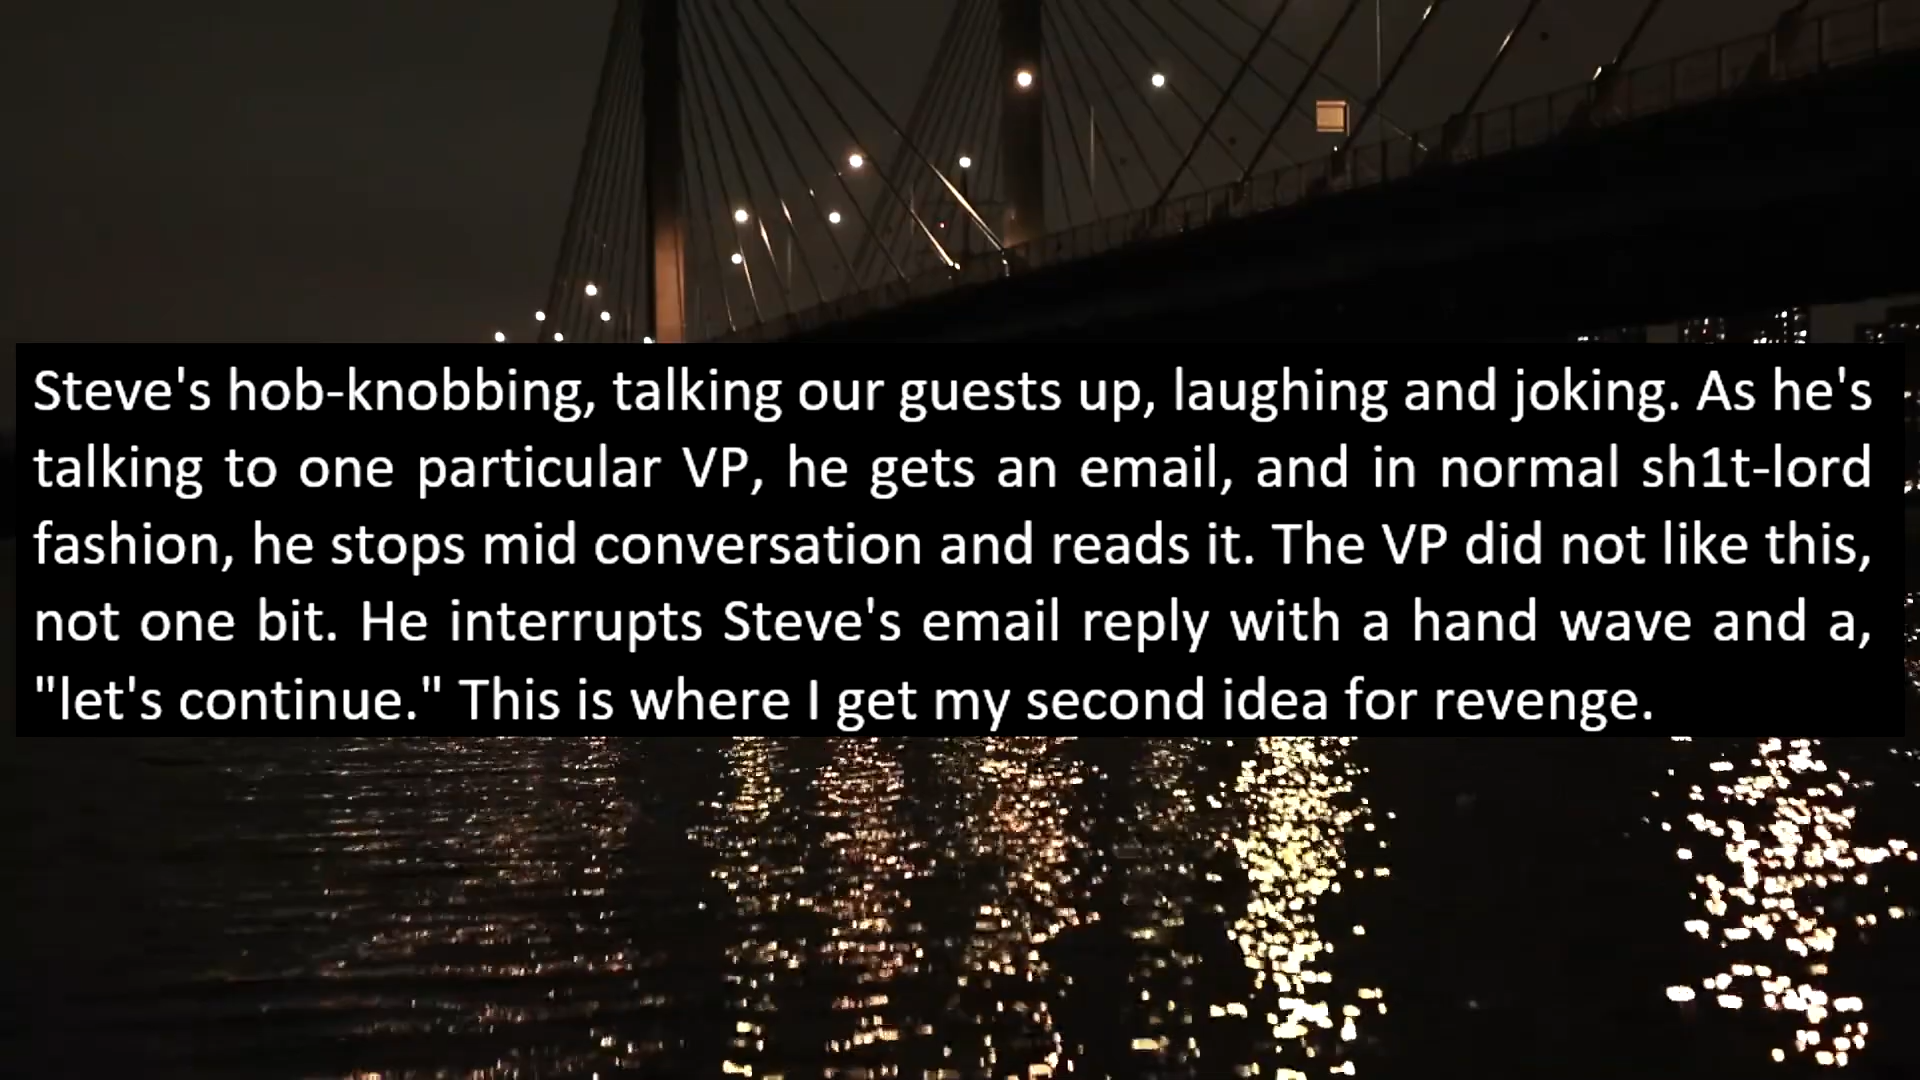 Steve's hob-knobbing, talking our guests up, laughing and joking. As he's
talking to one particular VP, he gets an email, and in normal sh1t-lord
fashion, he stops mid conversation and reads it. The VP did not like this,
not one bit. He interrupts Steve's email reply with a hand wave and a,
"let's continue." This is where I get my second idea for revenge.